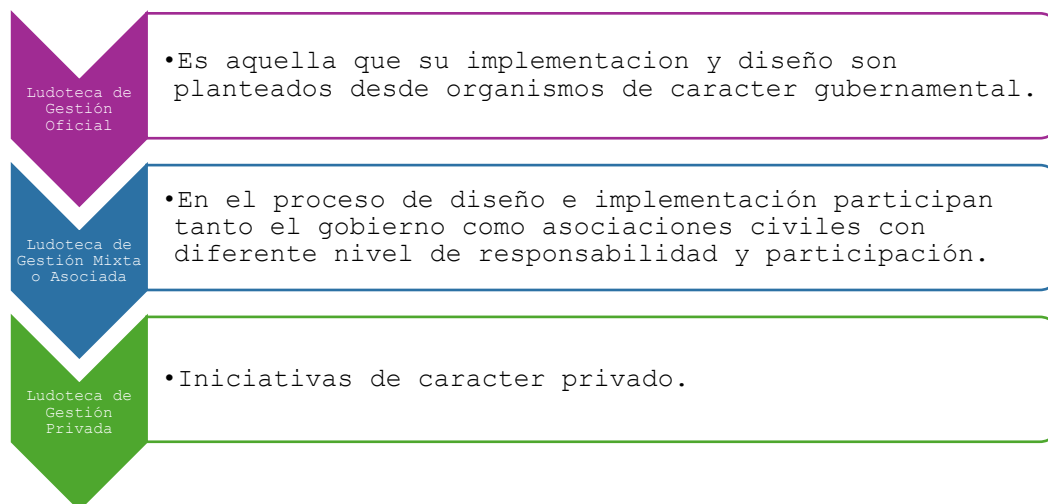 Ludoteca de
Gestión
Oficial
•Es aquella que su implementacion y diseño son
planteados desde organismos de caracter gubernamental.
Ludoteca de
Gestión Mixta
o Asociada
•En el proceso de diseño e implementación participan
tanto el gobierno como asociaciones civiles con
diferente nivel de responsabilidad y participación.
Ludoteca de
Gestión
Privada
•Iniciativas de caracter privado.